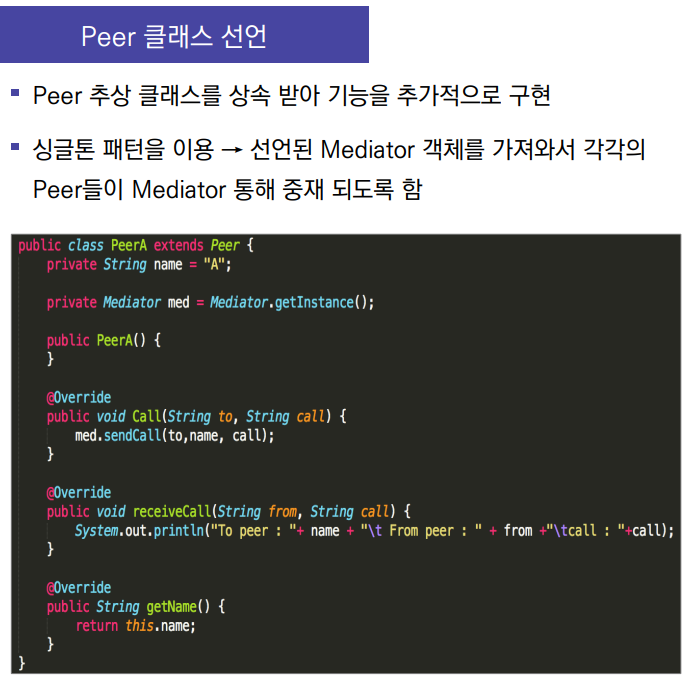 Peer 클래스 선언
Peer 추상 클래스를 상속 받아 기능을 추가적으로 구현
싱글톤 패턴을 이용 → 선언된 Mediator 객체를 가져와서 각각의
Peer들이 Mediator 통해 중재 되도록 함
public class PeerA extends Peer {
    private String name = "A";

    private Mediator med = Mediator.getInstance();

    public PeerA() {
    }

    @Override
    public void Call(String to, String call) {
        med.sendCall(to,name, call);
    }

    @Override
    public void receiveCall(String from, String call) {
        System.out.println("To peer : "+ name + "\t From peer : " + from +"\tcall : "+call);
    }

    @Override
    public String getName() {
        return this.name;
    }
}